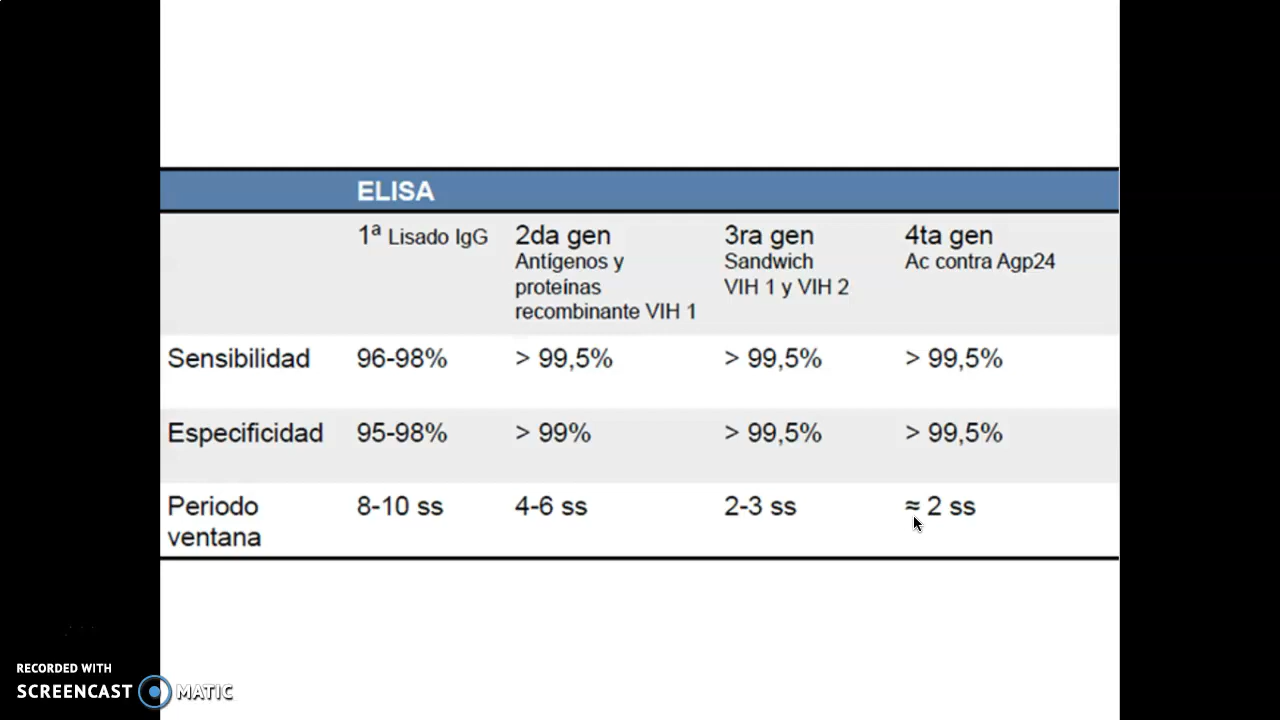 ELISA
1ª Lisado IgG
2da gen
Antígenos y
proteínas
recombinante VIH 1
3ra gen
Sandwich
VIH 1 y VIH 2
4ta gen
Ac contra Agp24
Sensibilidad 96-98% > 99,5% > 99,5% > 99,5%
Especificidad 95-98% > 99% > 99,5% > 99,5%
Periodo
ventana
8-10 ss 4-6 ss 2-3 ss ≈ 2 ss
RECORDED WITH
SCREENCAST MATIC